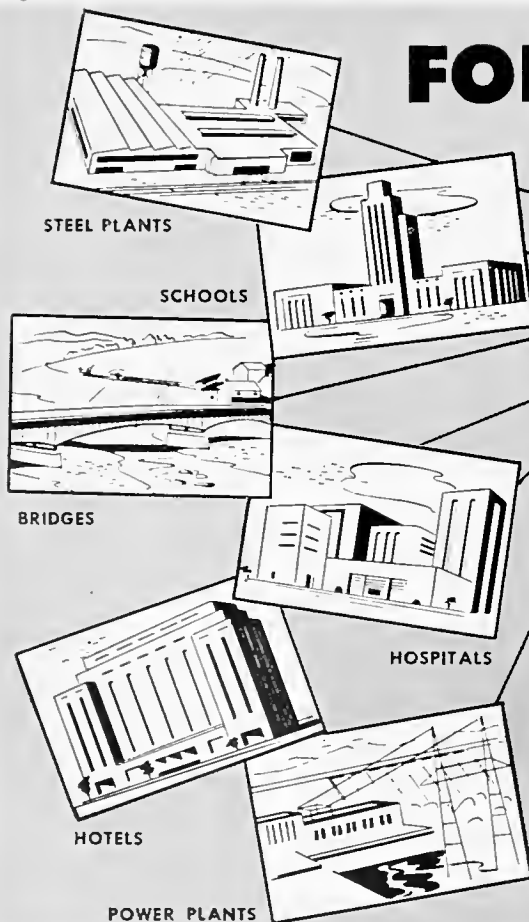 STEEL PLANTS
SCHOOLS
BRIDGES
HOSPITALS
HOTELS
POWER PLANTS